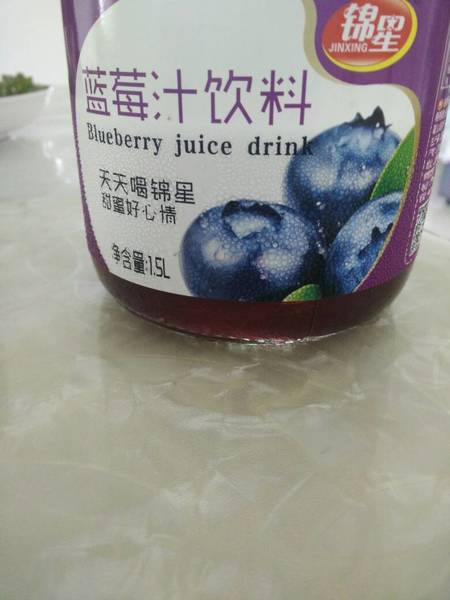 锦星
JINXING
蓝莓汁饮料
Blueberry juice drink
天天喝锦星
甜蜜好心情
净含量:1.5L